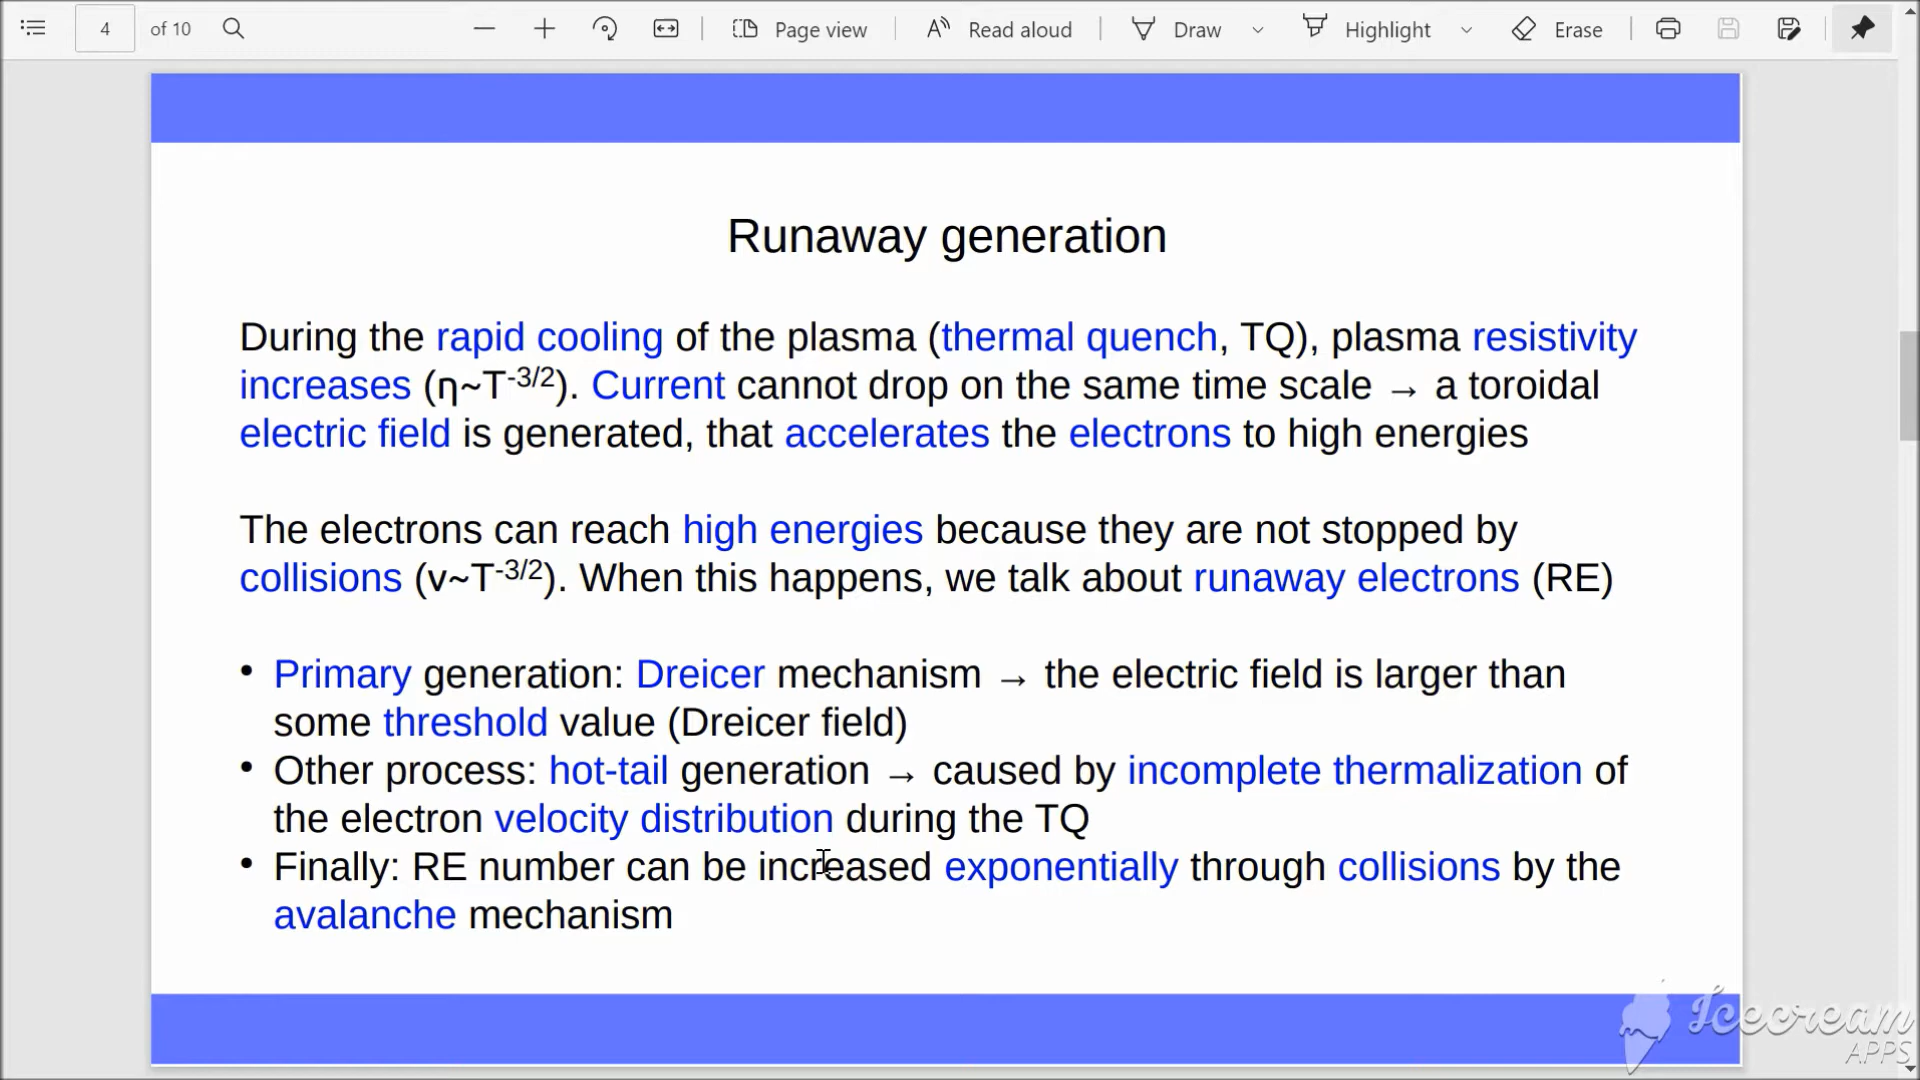 4 of 10 Page view Read aloud Draw Highlight Erase
Runaway generation
During the rapid cooling of the plasma (thermal quench, TQ), plasma resistivity
increases (η~T-3/2). Current cannot drop on the same time scale → a toroidal
electric field is generated, that accelerates the electrons to high energies
The electrons can reach high energies because they are not stopped by
collisions (ν~T-3/2). When this happens, we talk about runaway electrons (RE)
• Primary generation: Dreicer mechanism → the electric field is larger than
some threshold value (Dreicer field)
• Other process: hot-tail generation → caused by incomplete thermalization of
the electron velocity distribution during the TQ
• Finally: RE number can be increased exponentially through collisions by the
avalanche mechanism
Icecream
APPS